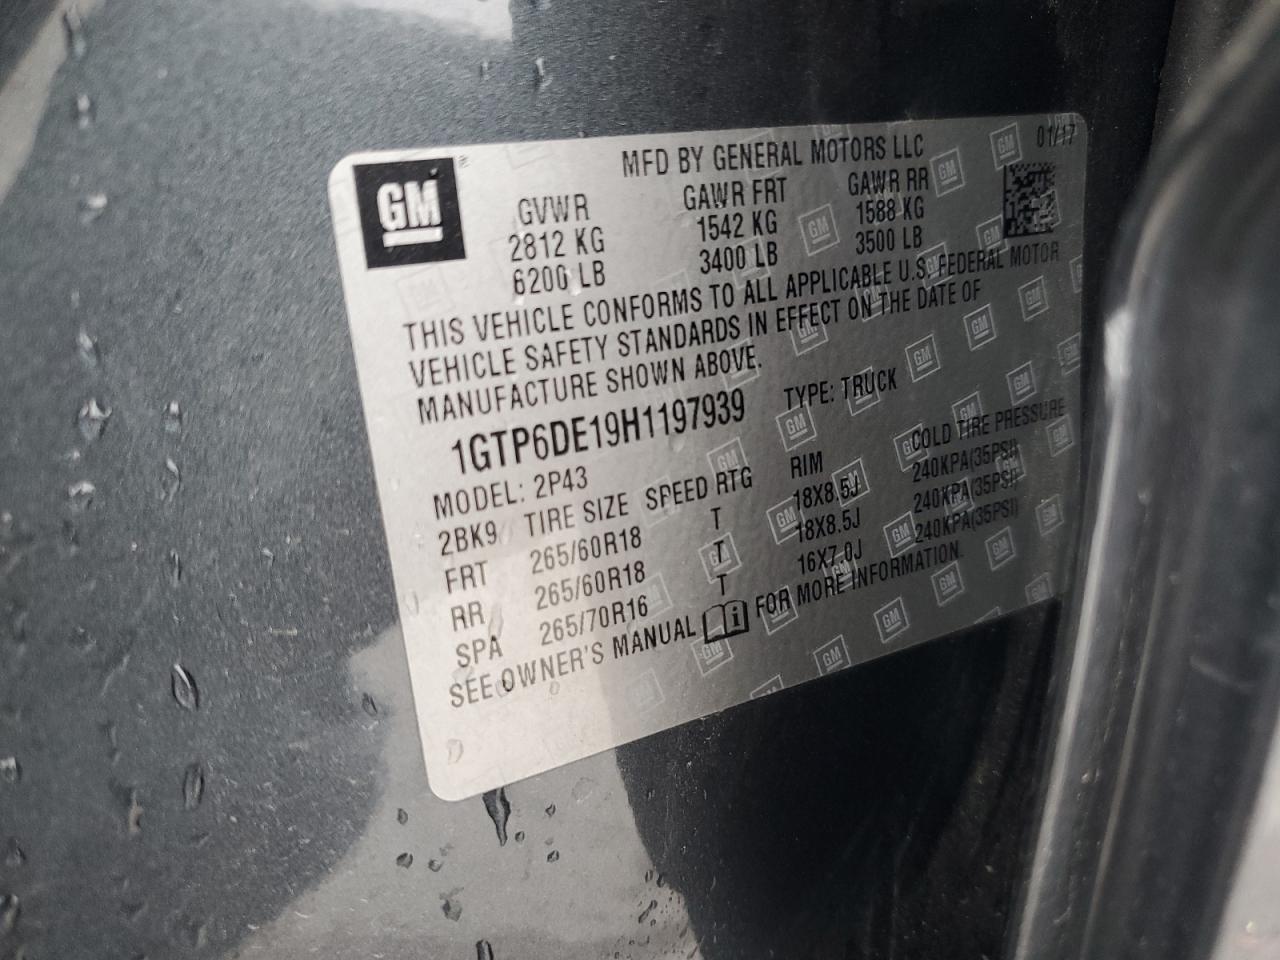 GM
MFD BY GENERAL MOTORS LLC 01/17
GVWR GAWR FRT GAWR RR
2812 KG 1542 KG 1588 KG
6200 LB 3400 LB 3500 LB
THIS VEHICLE CONFORMS TO ALL APPLICABLE U.S. FEDERAL MOTOR
VEHICLE SAFETY STANDARDS IN EFFECT ON THE DATE OF
MANUFACTURE SHOWN ABOVE.
1GTP6DE19H1197939 TYPE: TRUCK
MODEL: 2P43
2BK9 TIRE SIZE SPEED RTG RIM COLD TIRE PRESSURE
FRT 265/60R18 T 18X8.5J 240KPA(35PSI)
RR 265/60R18 T 18X8.5J 240KPA(35PSI)
SPA 265/70R16 T 16X7.0J 240KPA(35PSI)
SEE OWNER'S MANUAL FOR MORE INFORMATION.